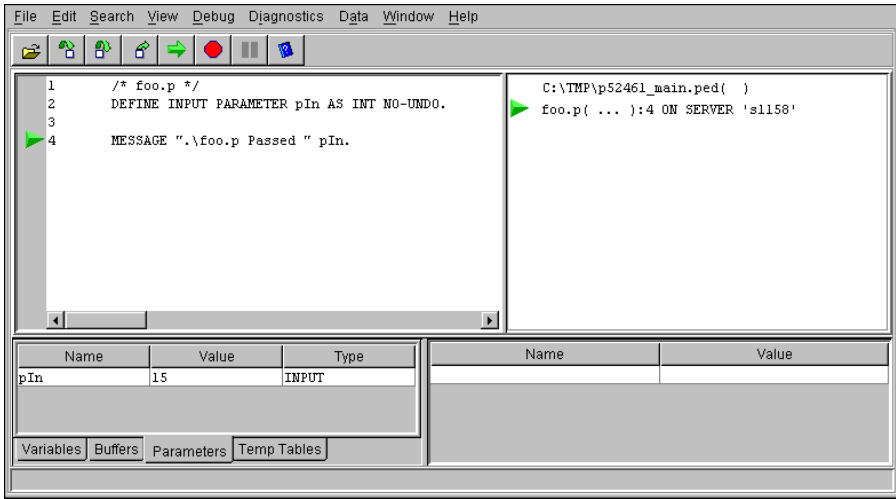 File Edit Search View Debug Diagnostics Data Window Help
1 /* foo.p */
2 DEFINE INPUT PARAMETER pIn AS INT NO-UNDO.
3
4 MESSAGE ".\foo.p Passed " pIn.
C:\TMP\p52461_main.ped( )
foo.p( ... ):4 ON SERVER 's1158'
Name Value Type
pIn 15 INPUT
Variables Buffers Parameters Temp Tables
Name Value